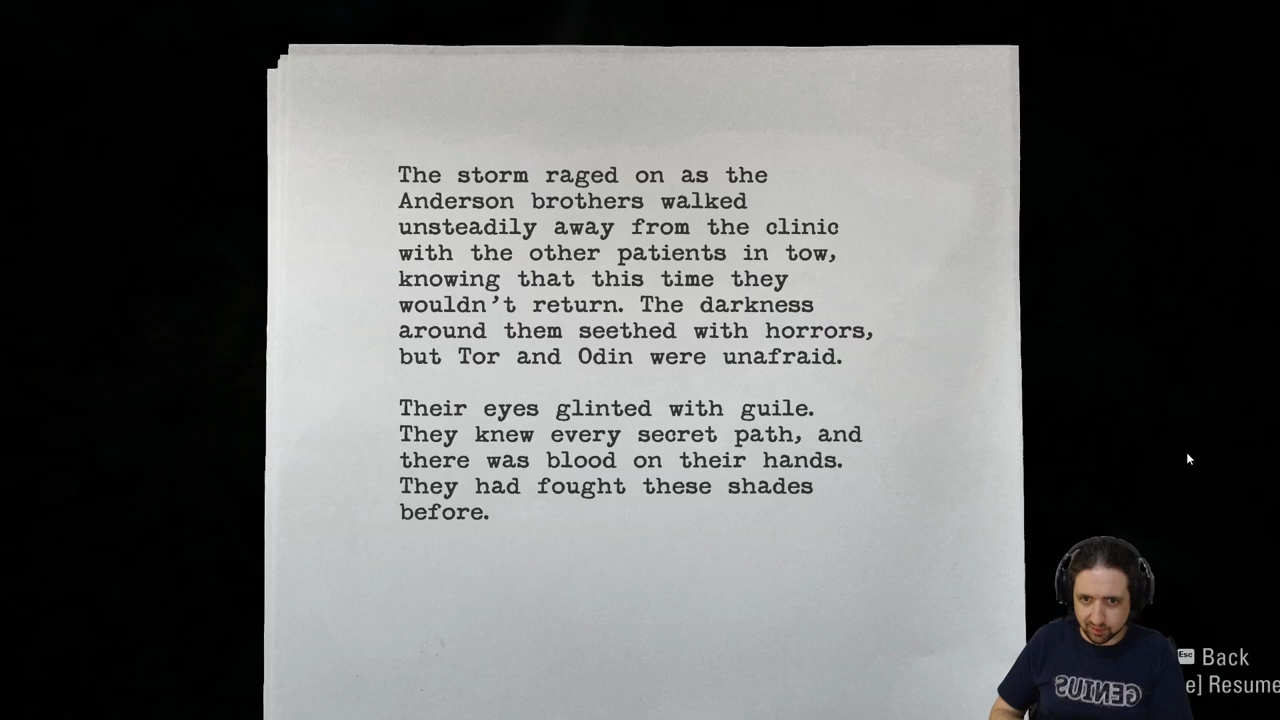 The storm raged on as the
Anderson brothers walked
unsteadily away from the clinic
with the other patients in tow,
knowing that this time they
wouldn't return. The darkness
around them seethed with horrors,
but Tor and Odin were unafraid.
Their eyes glinted with guile.
They knew every secret path, and
there was blood on their hands.
They had fought these shades
before.
GENIUS
Esc Back
e] Resume